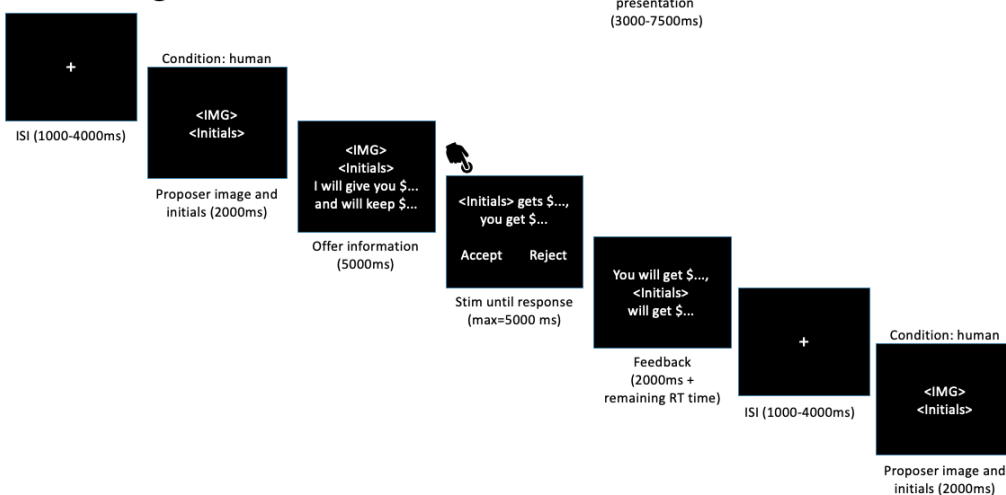 presentation
(3000-7500ms)
+
ISI (1000-4000ms)
Condition: human
<IMG>
<Initials>
Proposer image and
initials (2000ms)
<IMG>
<Initials>
I will give you $...
and will keep $...
Offer information
(5000ms)
<Initials> gets $...,
you get $...
Accept Reject
Stim until response
(max=5000 ms)
You will get $...,
<Initials>
will get $...
Feedback
(2000ms +
remaining RT time)
+
ISI (1000-4000ms)
Condition: human
<IMG>
<Initials>
Proposer image and
initials (2000ms)